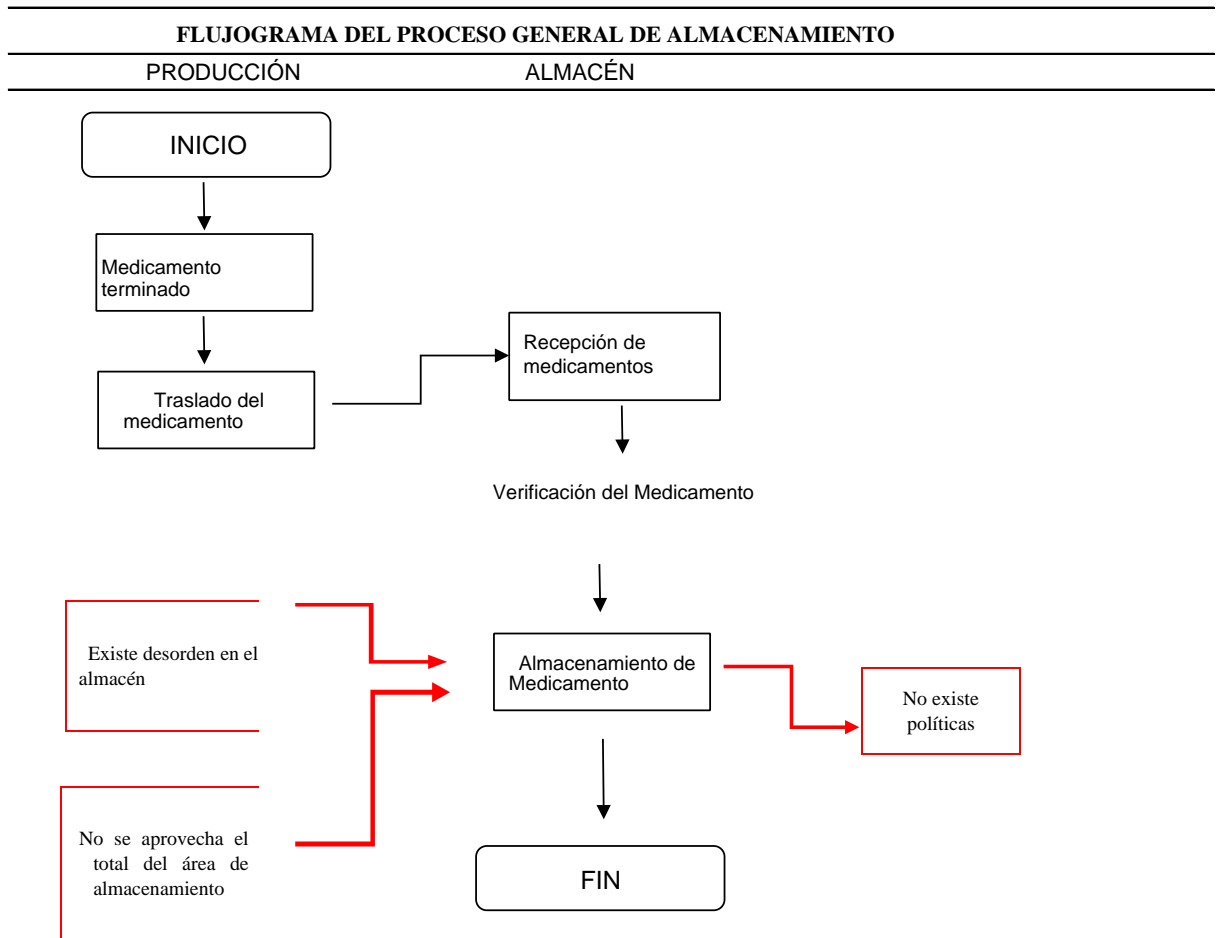 FLUJOGRAMA DEL PROCESO GENERAL DE ALMACENAMIENTO
PRODUCCIÓN ALMACÉN
INICIO
Medicamento
terminado
Traslado del
medicamento
Recepción de
medicamentos
Verificación del Medicamento
Existe desorden en el
almacén
Almacenamiento de
Medicamento
No existe
políticas
No se aprovecha el
total del área de
almacenamiento
FIN